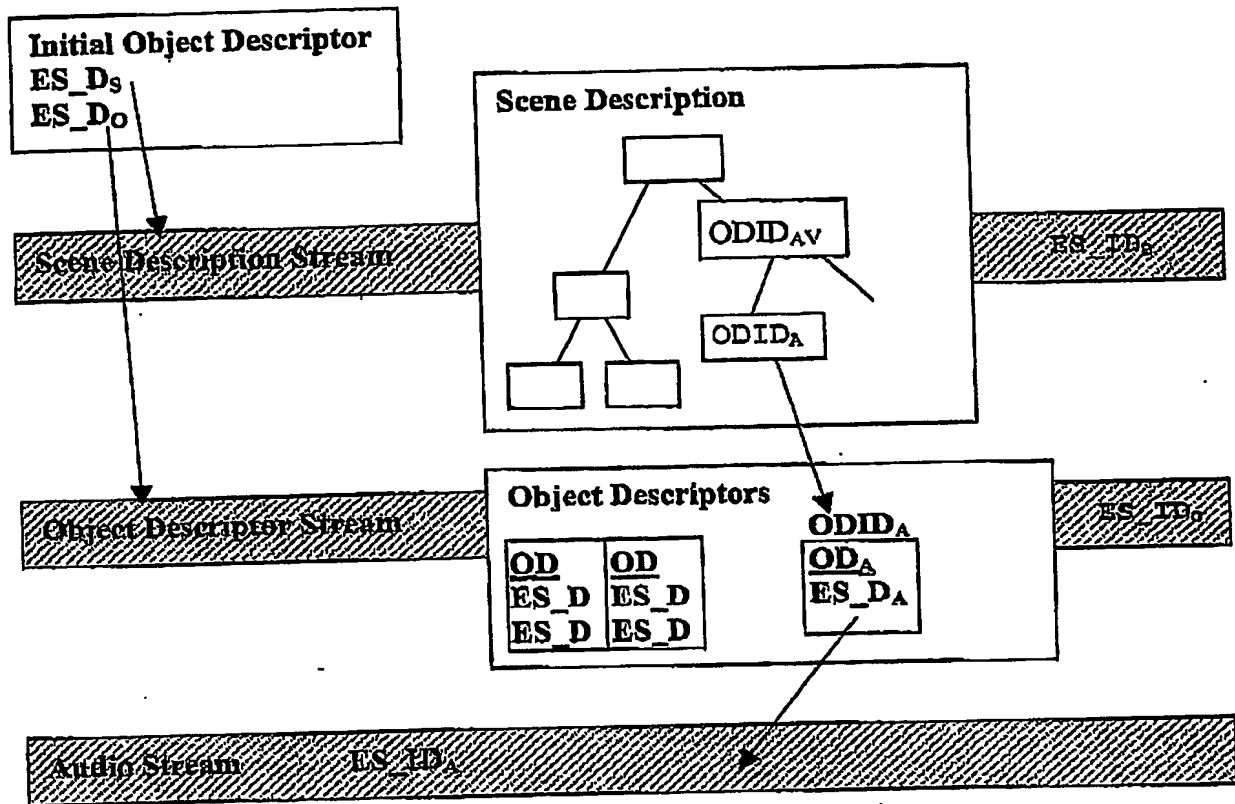 Initial Object Descriptor
ES_DS
ES_DO
Scene Description
ODIDAV
Scene Description Stream
ES_IDS
ODIDA
Object Descriptors
Object Descriptor Stream
ES_IDO
ODIDA
OD OD ODA
ES_D ES_D ES_DA
ES_D ES_D
Audio Stream ES_IDA